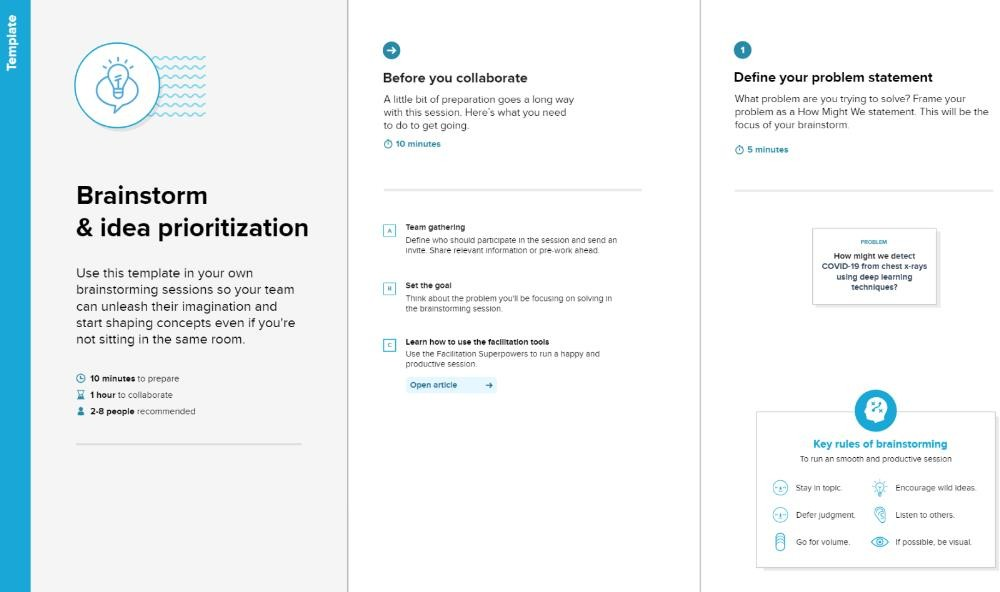 Template
Brainstorm
& idea prioritization
Use this template in your own
brainstorming sessions so your team
can unleash their imagination and
start shaping concepts even if you're
not sitting in the same room.
10 minutes to prepare
1 hour to collaborate
2-8 people recommended
Before you collaborate
A little bit of preparation goes a long way
with this session. Here's what you need
to do to get going.
10 minutes
A
Team gathering
Define who should participate in the session and send an
invite. Share relevant information or pre-work ahead.
B
Set the goal
Think about the problem you'll be focusing on solving in
the brainstorming session.
C
Learn how to use the facilitation tools
Use the Facilitation Superpowers to run a happy and
productive session.
Open article
1
Define your problem statement
What problem are you trying to solve? Frame your
problem as a How Might We statement. This will be the
focus of your brainstorm.
5 minutes
PROBLEM
How might we detect
COVID-19 from chest x-rays
using deep learning
techniques?
Key rules of brainstorming
To run an smooth and productive session
Stay in topic.
Encourage wild ideas.
Defer judgment.
Listen to others.
Go for volume.
If possible, be visual.